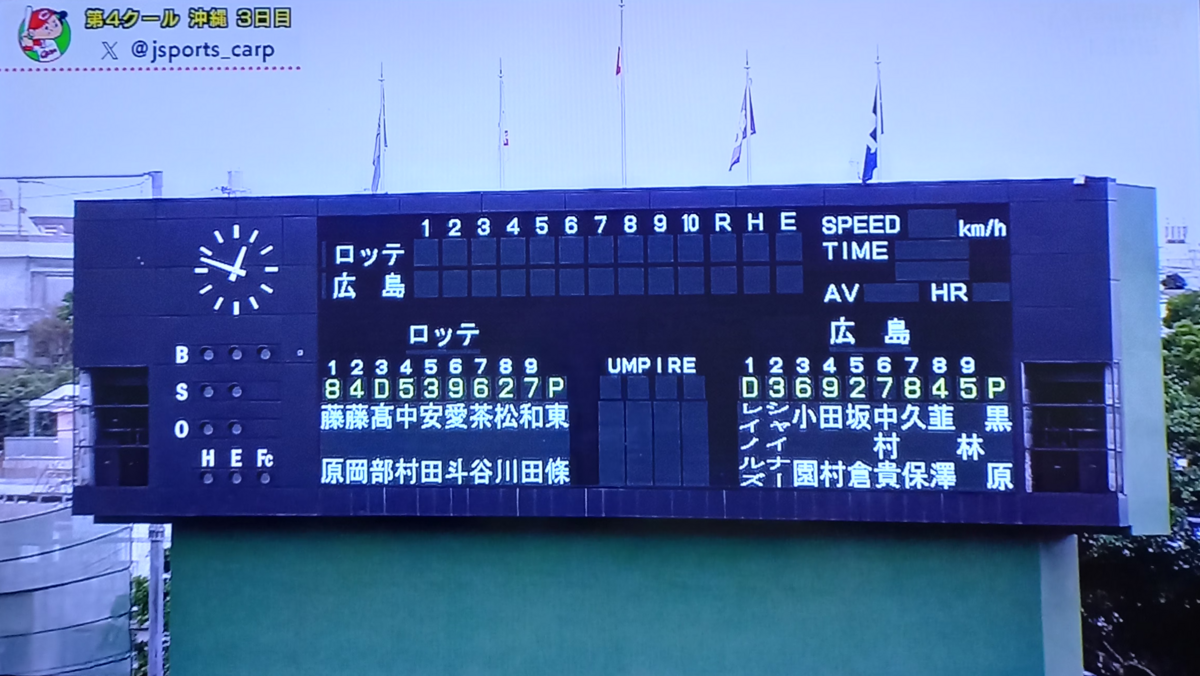 第4クール 沖縄 3日目
X @jsports_carp
1 2 3 4 5 6 7 8 9 10 R H E
ロッテ
広島
SPEED km/h
TIME
AV HR
B
S
O
H E Fc
ロッテ
1 2 3 4 5 6 7 8 9
8 4 D 5 3 9 6 2 7 P
藤原
藤岡
髙部
中村
安田
愛斗
茶谷
松川
和田
東條
UMPIRE
広島
1 2 3 4 5 6 7 8 9
D 3 6 9 2 7 8 4 5 P
レイノルズ
シャイナー
小園
田村
坂倉
中村貴
久保
韮澤
林
黒原